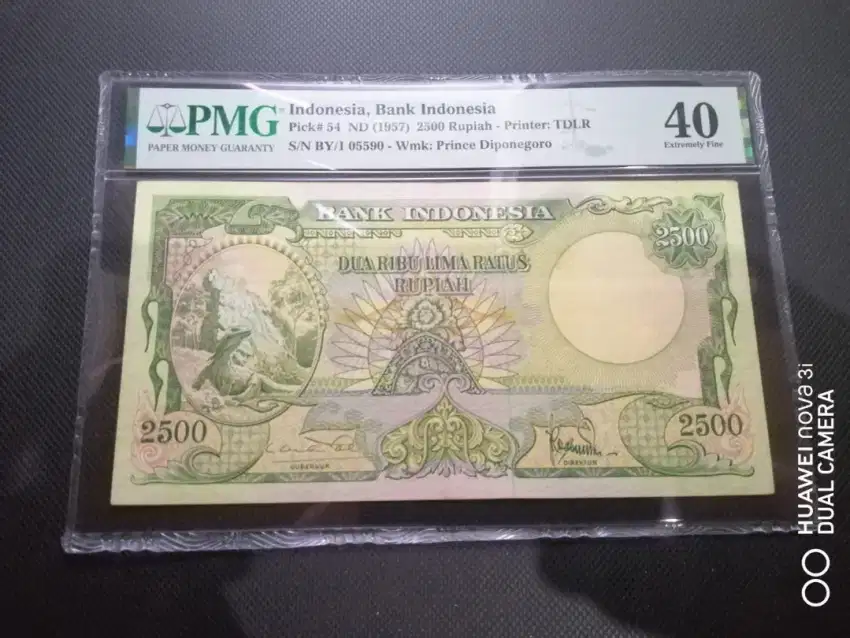 PMG
PAPER MONEY GUARANTY
Indonesia, Bank Indonesia
Pick# 54 ND (1957) 2500 Rupiah - Printer: TDLR
S/N BY/1 05590 - Wmk: Prince Diponegoro
40
Extremely Fine
BANK INDONESIA
2500
DUA RIBU LIMA RATUS
RUPIAH
2500
GUBERNUR
DIREKTUR
2500
HUAWEI nova 3i
DUAL CAMERA